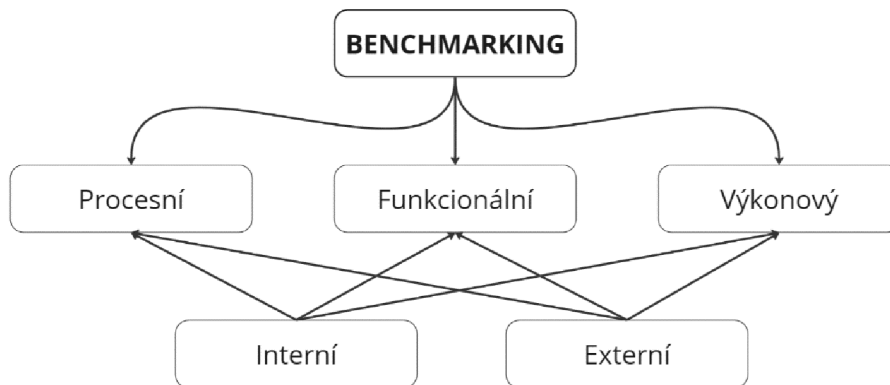 BENCHMARKING
Procesní
Funkcionální
Výkonový
Interní
Externí